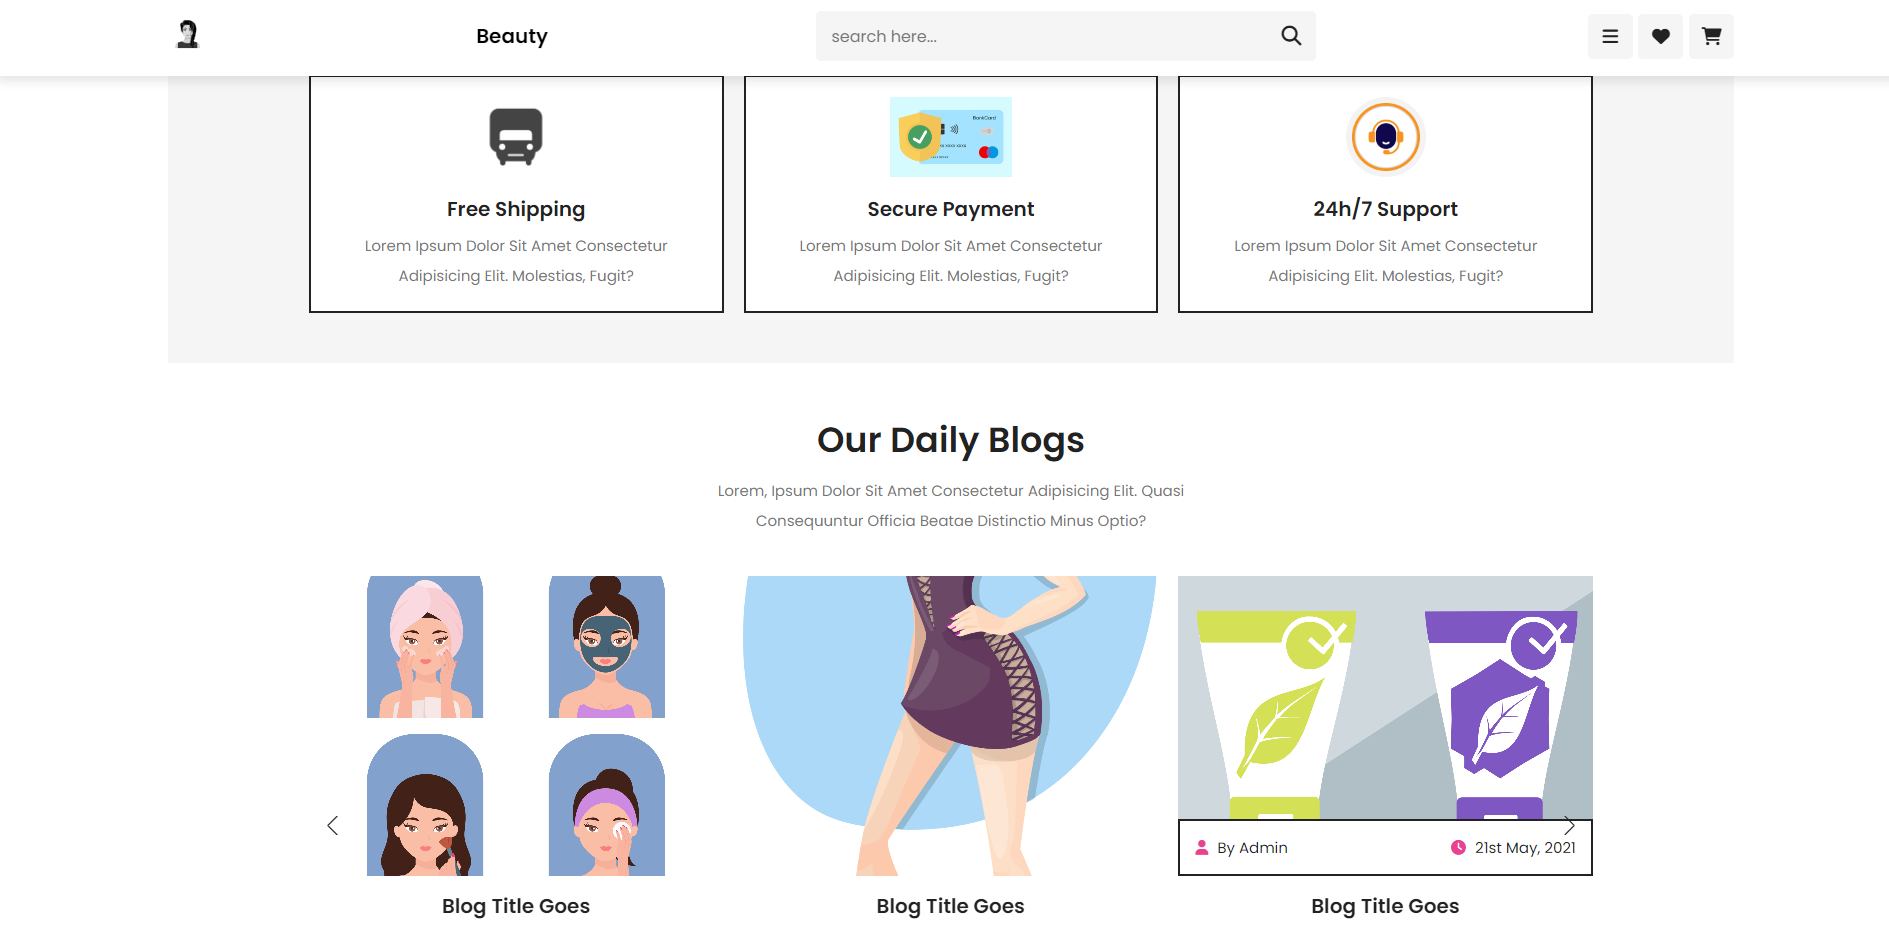 Beauty
search here...
Free Shipping
Lorem Ipsum Dolor Sit Amet Consectetur
Adipisicing Elit. Molestias, Fugit?
BankCard
Secure Payment
Lorem Ipsum Dolor Sit Amet Consectetur
Adipisicing Elit. Molestias, Fugit?
24h/7 Support
Lorem Ipsum Dolor Sit Amet Consectetur
Adipisicing Elit. Molestias, Fugit?
Our Daily Blogs
Lorem, Ipsum Dolor Sit Amet Consectetur Adipisicing Elit. Quasi
Consequuntur Officia Beatae Distinctio Minus Optio?
By Admin
21st May, 2021
Blog Title Goes
Blog Title Goes
Blog Title Goes